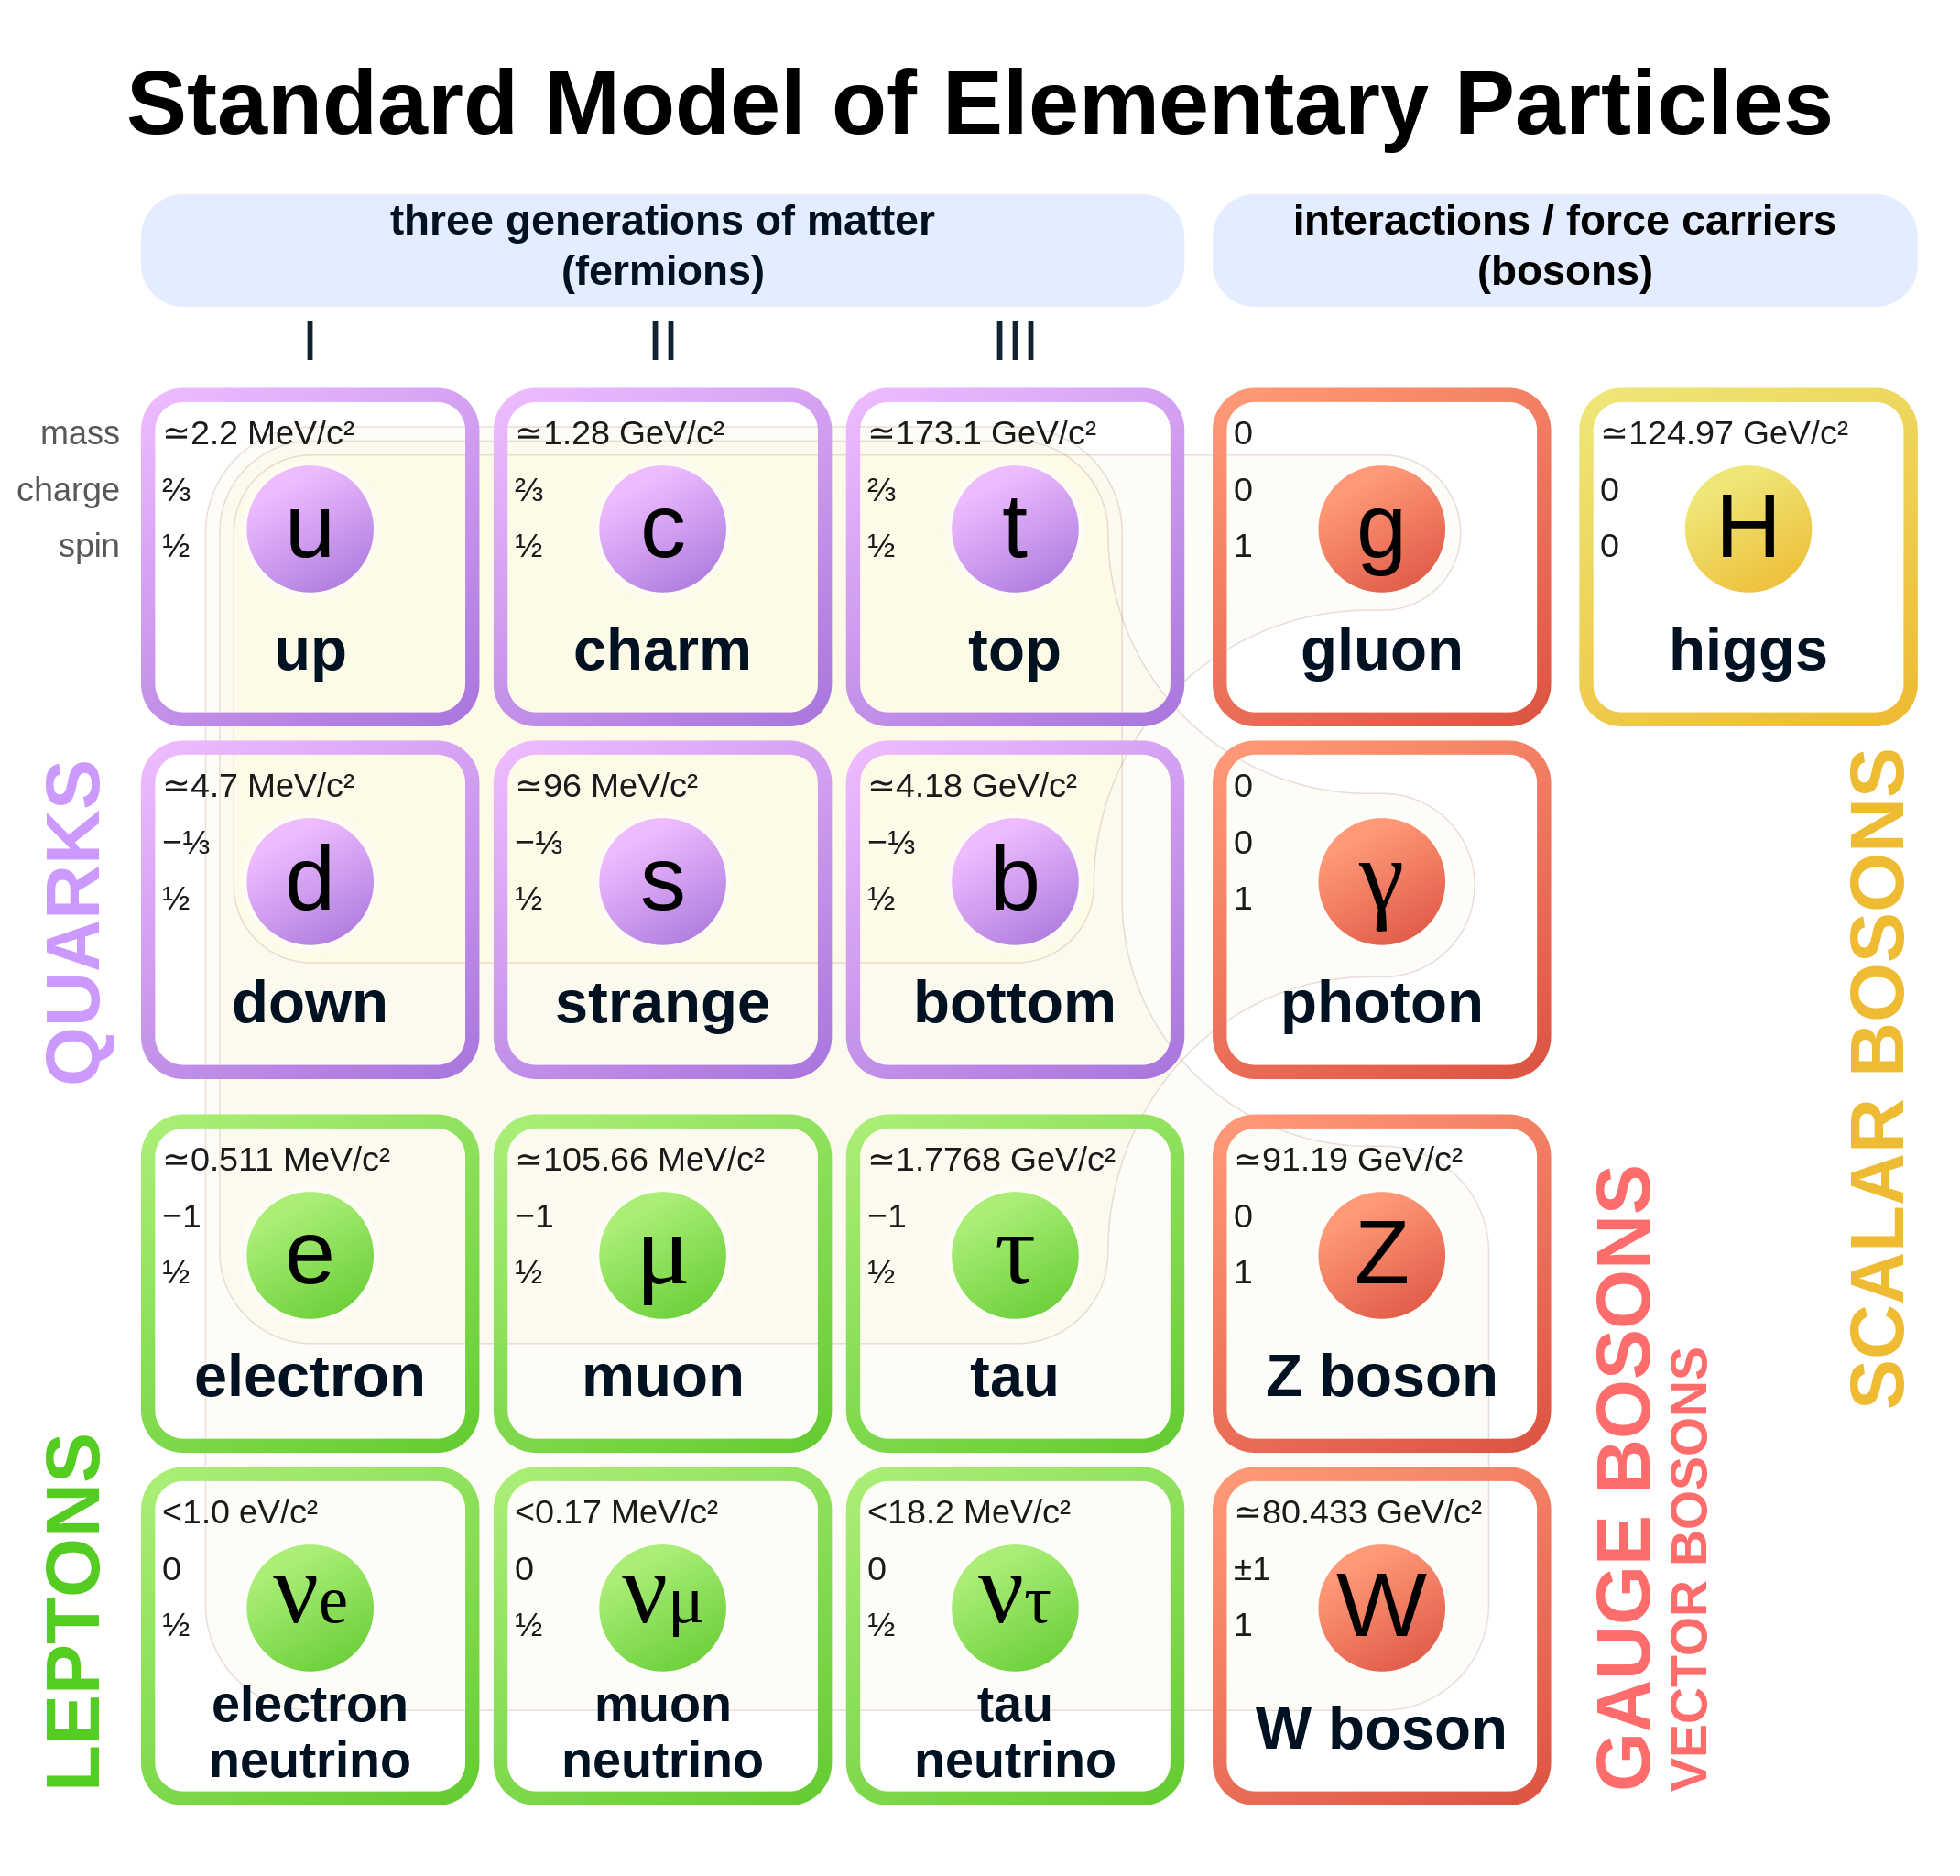 Standard Model of Elementary Particles
three generations of matter
(fermions)
interactions / force carriers
(bosons)
I
II
III
mass
charge
spin
≃2.2 MeV/c²
⅔
½
u
up
≃1.28 GeV/c²
⅔
½
c
charm
≃173.1 GeV/c²
⅔
½
t
top
0
0
1
g
gluon
≃124.97 GeV/c²
0
0
H
higgs
QUARKS
≃4.7 MeV/c²
−⅓
½
d
down
≃96 MeV/c²
−⅓
½
s
strange
≃4.18 GeV/c²
−⅓
½
b
bottom
0
0
1
γ
photon
SCALAR BOSONS
LEPTONS
≃0.511 MeV/c²
−1
½
e
electron
≃105.66 MeV/c²
−1
½
μ
muon
≃1.7768 GeV/c²
−1
½
τ
tau
≃91.19 GeV/c²
0
1
Z
Z boson
GAUGE BOSONS
VECTOR BOSONS
<1.0 eV/c²
0
½
νe
electron
neutrino
<0.17 MeV/c²
0
½
νμ
muon
neutrino
<18.2 MeV/c²
0
½
ντ
tau
neutrino
≃80.433 GeV/c²
±1
1
W
W boson